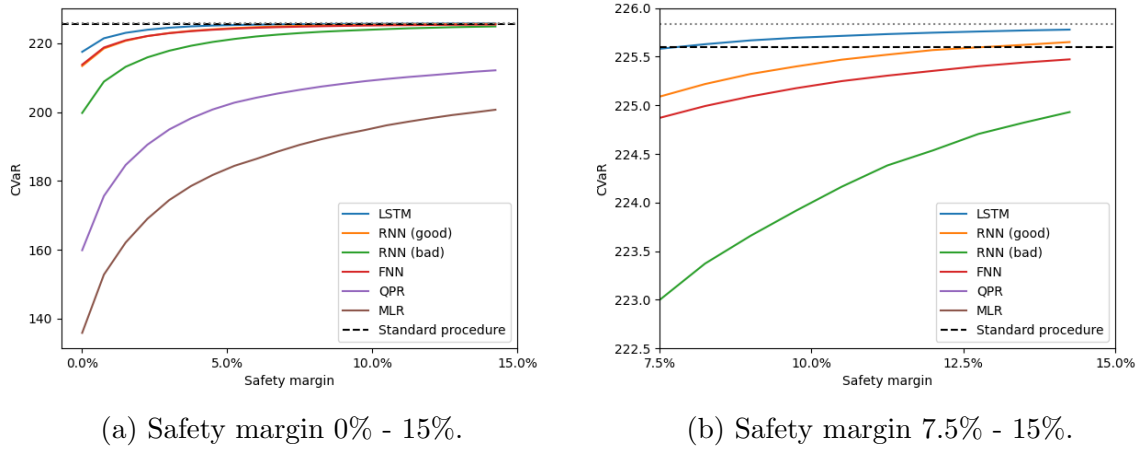 220
200
180
160
140
CVaR
0.0%
5.0%
10.0%
15.0%
Safety margin
LSTM
RNN (good)
RNN (bad)
FNN
QPR
MLR
Standard procedure
(a) Safety margin 0% - 15%.
226.0
225.5
225.0
224.5
224.0
223.5
223.0
222.5
CVaR
7.5%
10.0%
12.5%
15.0%
Safety margin
LSTM
RNN (good)
RNN (bad)
FNN
QPR
MLR
Standard procedure
(b) Safety margin 7.5% - 15%.